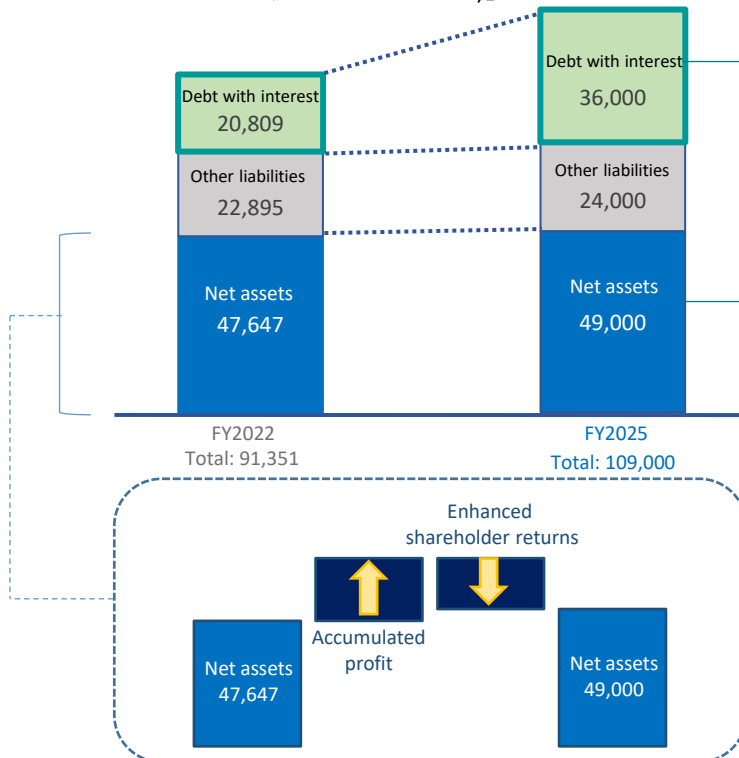 Debt with interest
36,000
Debt with interest
20,809
Other liabilities
24,000
Other liabilities
22,895
Net assets
49,000
Net assets
47,647
FY2022
Total: 91,351
FY2025
Total: 109,000
Enhanced
shareholder returns
Accumulated
profit
Net assets
47,647
Net assets
49,000